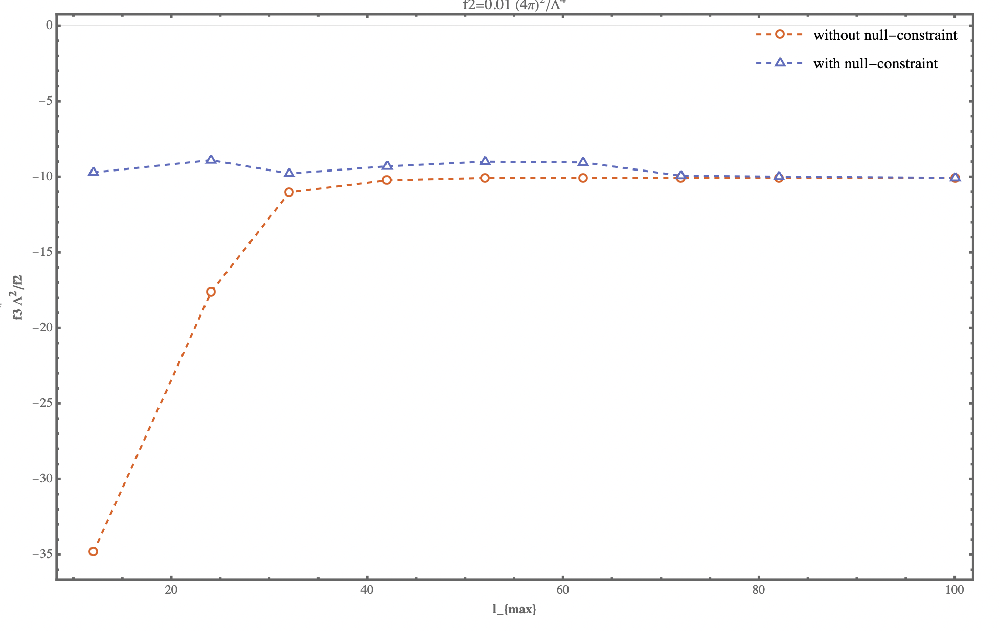 f2=0.01 (4π)²/Λ⁴
without null−constraint
with null−constraint
0
−5
−10
−15
−20
−25
−30
−35
f3 Λ²/f2
20 40 60 80 100
l_{max}